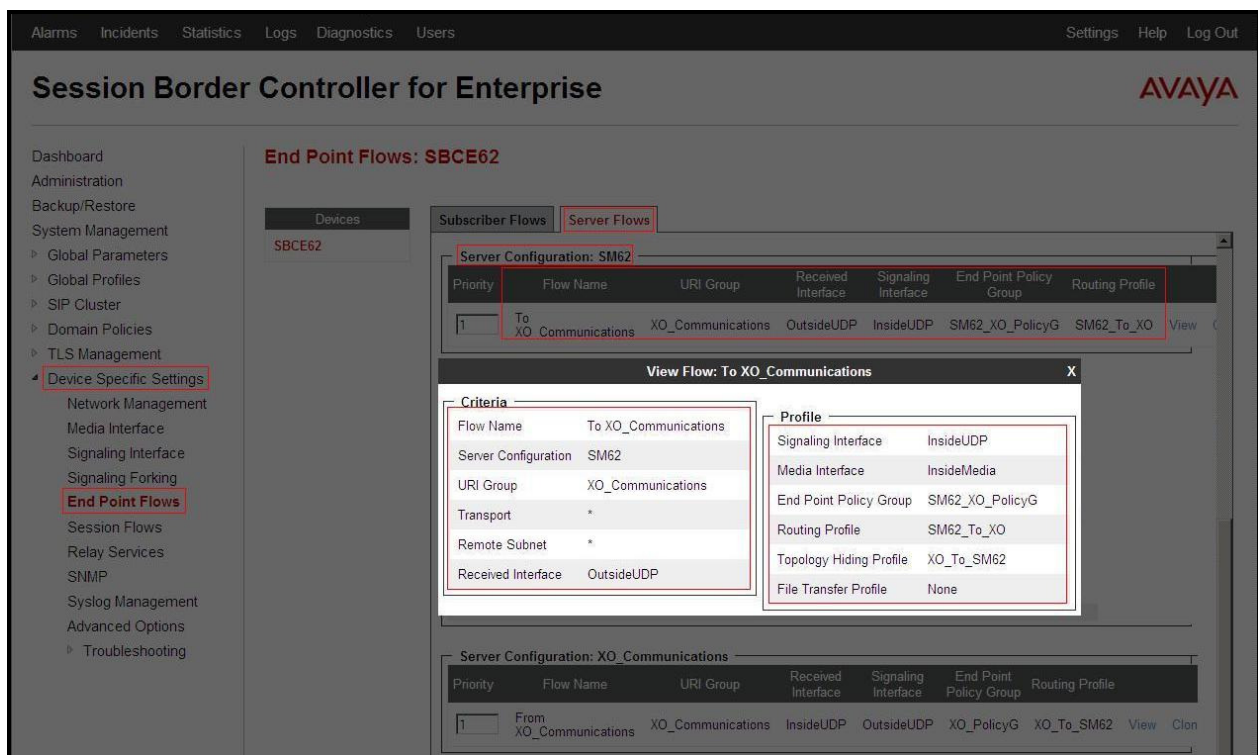 Alarms Incidents Statistics Logs Diagnostics Users Settings Help Log Out
Session Border Controller for Enterprise
AVAYA
Dashboard
Administration
Backup/Restore
System Management
Global Parameters
Global Profiles
SIP Cluster
Domain Policies
TLS Management
Device Specific Settings
Network Management
Media Interface
Signaling Interface
Signaling Forking
End Point Flows
Session Flows
Relay Services
SNMP
Syslog Management
Advanced Options
Troubleshooting
End Point Flows: SBCE62
Devices
SBCE62
Subscriber Flows Server Flows
Server Configuration: SM62
Priority Flow Name URI Group Received Interface Signaling Interface End Point Policy Group Routing Profile
1 To XO_Communications XO_Communications OutsideUDP InsideUDP SM62_XO_PolicyG SM62_To_XO View
View Flow: To XO_Communications X
Criteria
Flow Name To XO_Communications
Server Configuration SM62
URI Group XO_Communications
Transport *
Remote Subnet *
Received Interface OutsideUDP
Profile
Signaling Interface InsideUDP
Media Interface InsideMedia
End Point Policy Group SM62_XO_PolicyG
Routing Profile SM62_To_XO
Topology Hiding Profile XO_To_SM62
File Transfer Profile None
Server Configuration: XO_Communications
Priority Flow Name URI Group Received Interface Signaling Interface End Point Policy Group Routing Profile
1 From XO_Communications XO_Communications InsideUDP OutsideUDP XO_PolicyG XO_To_SM62 View Clon